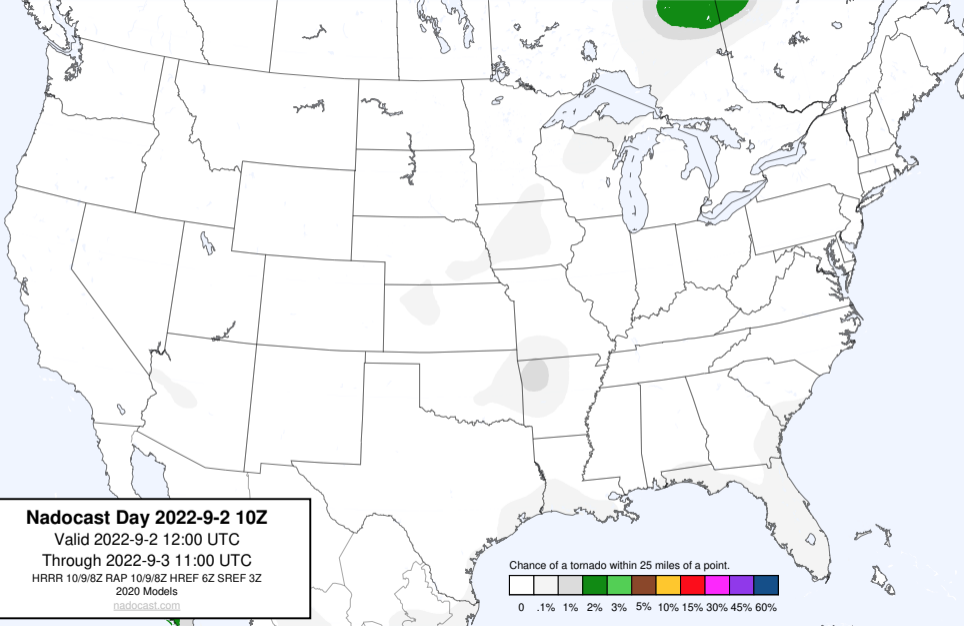 Nadocast Day 2022-9-2 10Z
Valid 2022-9-2 12:00 UTC
Through 2022-9-3 11:00 UTC
HRRR 10/9/8Z RAP 10/9/8Z HREF 6Z SREF 3Z
2020 Models
nadocast.com
Chance of a tornado within 25 miles of a point.
0 .1% 1% 2% 3% 5% 10% 15% 30% 45% 60%